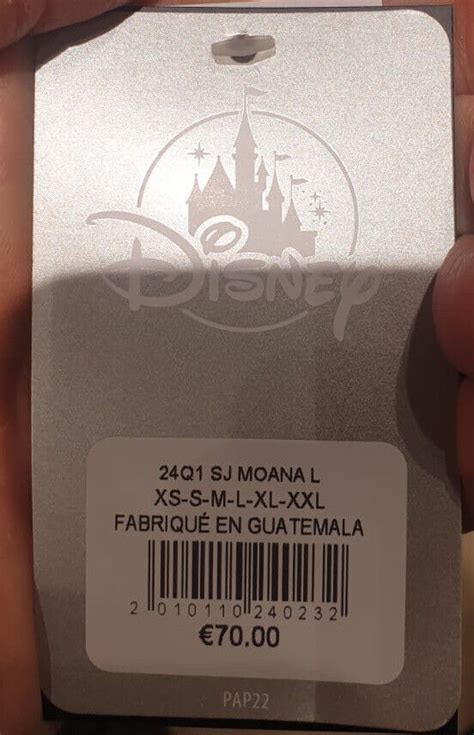 Disney
24Q1 SJ MOANA L
XS-S-M-L-XL-XXL
FABRIQUÉ EN GUATEMALA
2 010110 240232
€70.00
PAP22